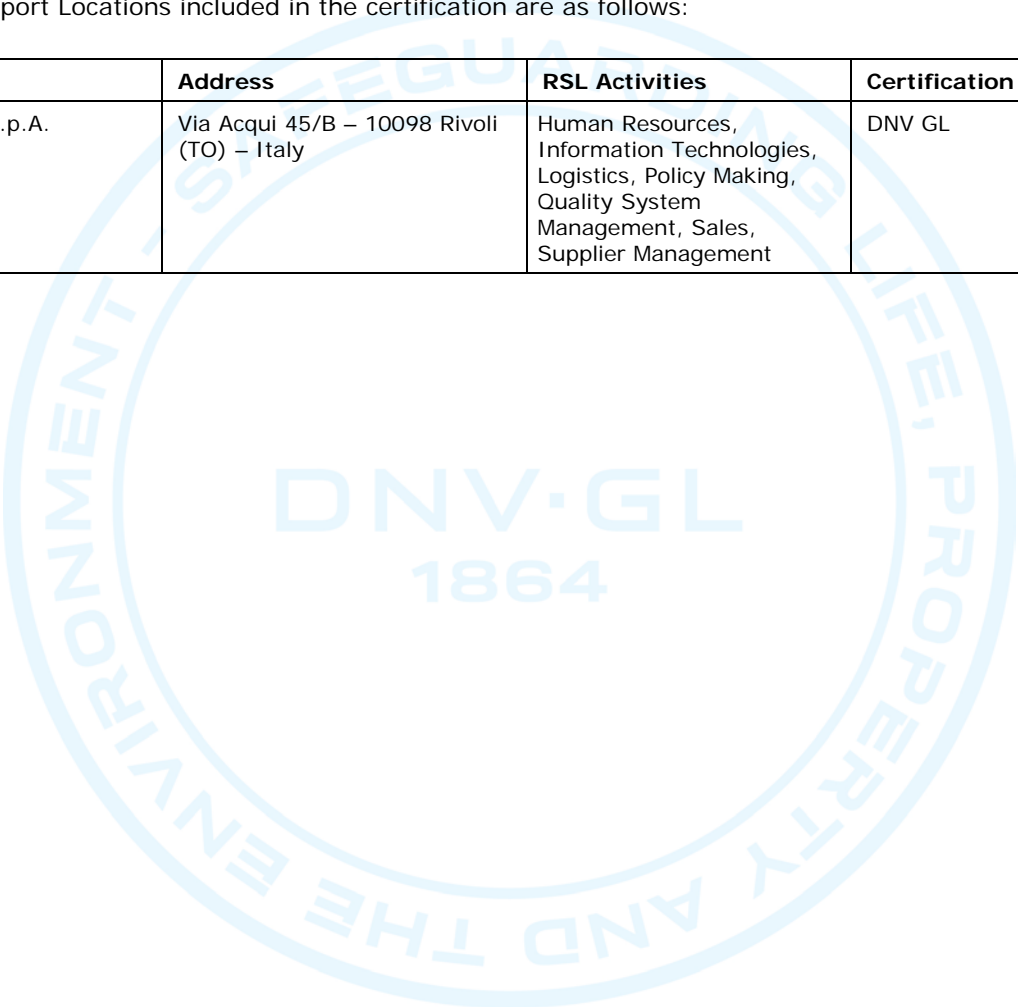 port Locations included in the certification are as follows:
Address RSL Activities Certification
.p.A. Via Acqui 45/B – 10098 Rivoli Human Resources, DNV GL
(TO) – Italy Information Technologies,
Logistics, Policy Making,
Quality System
Management, Sales,
Supplier Management
SAFEGUARDING LIFE, PROPERTY AND THE ENVIRONMENT -
DNV·GL
1864